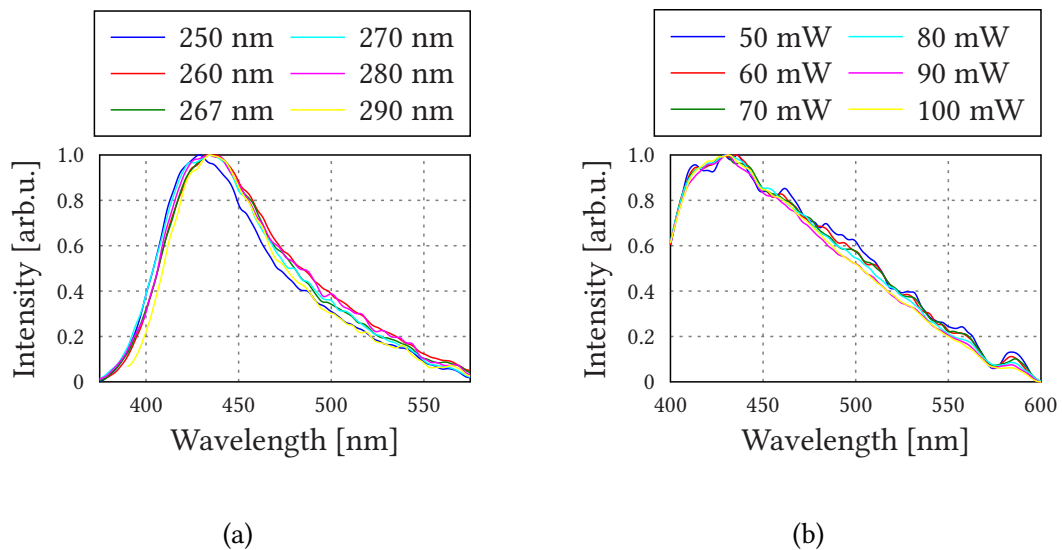 250 nm 270 nm
260 nm 280 nm
267 nm 290 nm
Intensity [arb.u.]
1.0
0.8
0.6
0.4
0.2
0
400 450 500 550
Wavelength [nm]
(a)
50 mW 80 mW
60 mW 90 mW
70 mW 100 mW
Intensity [arb.u.]
1.0
0.8
0.6
0.4
0.2
0
400 450 500 550 600
Wavelength [nm]
(b)